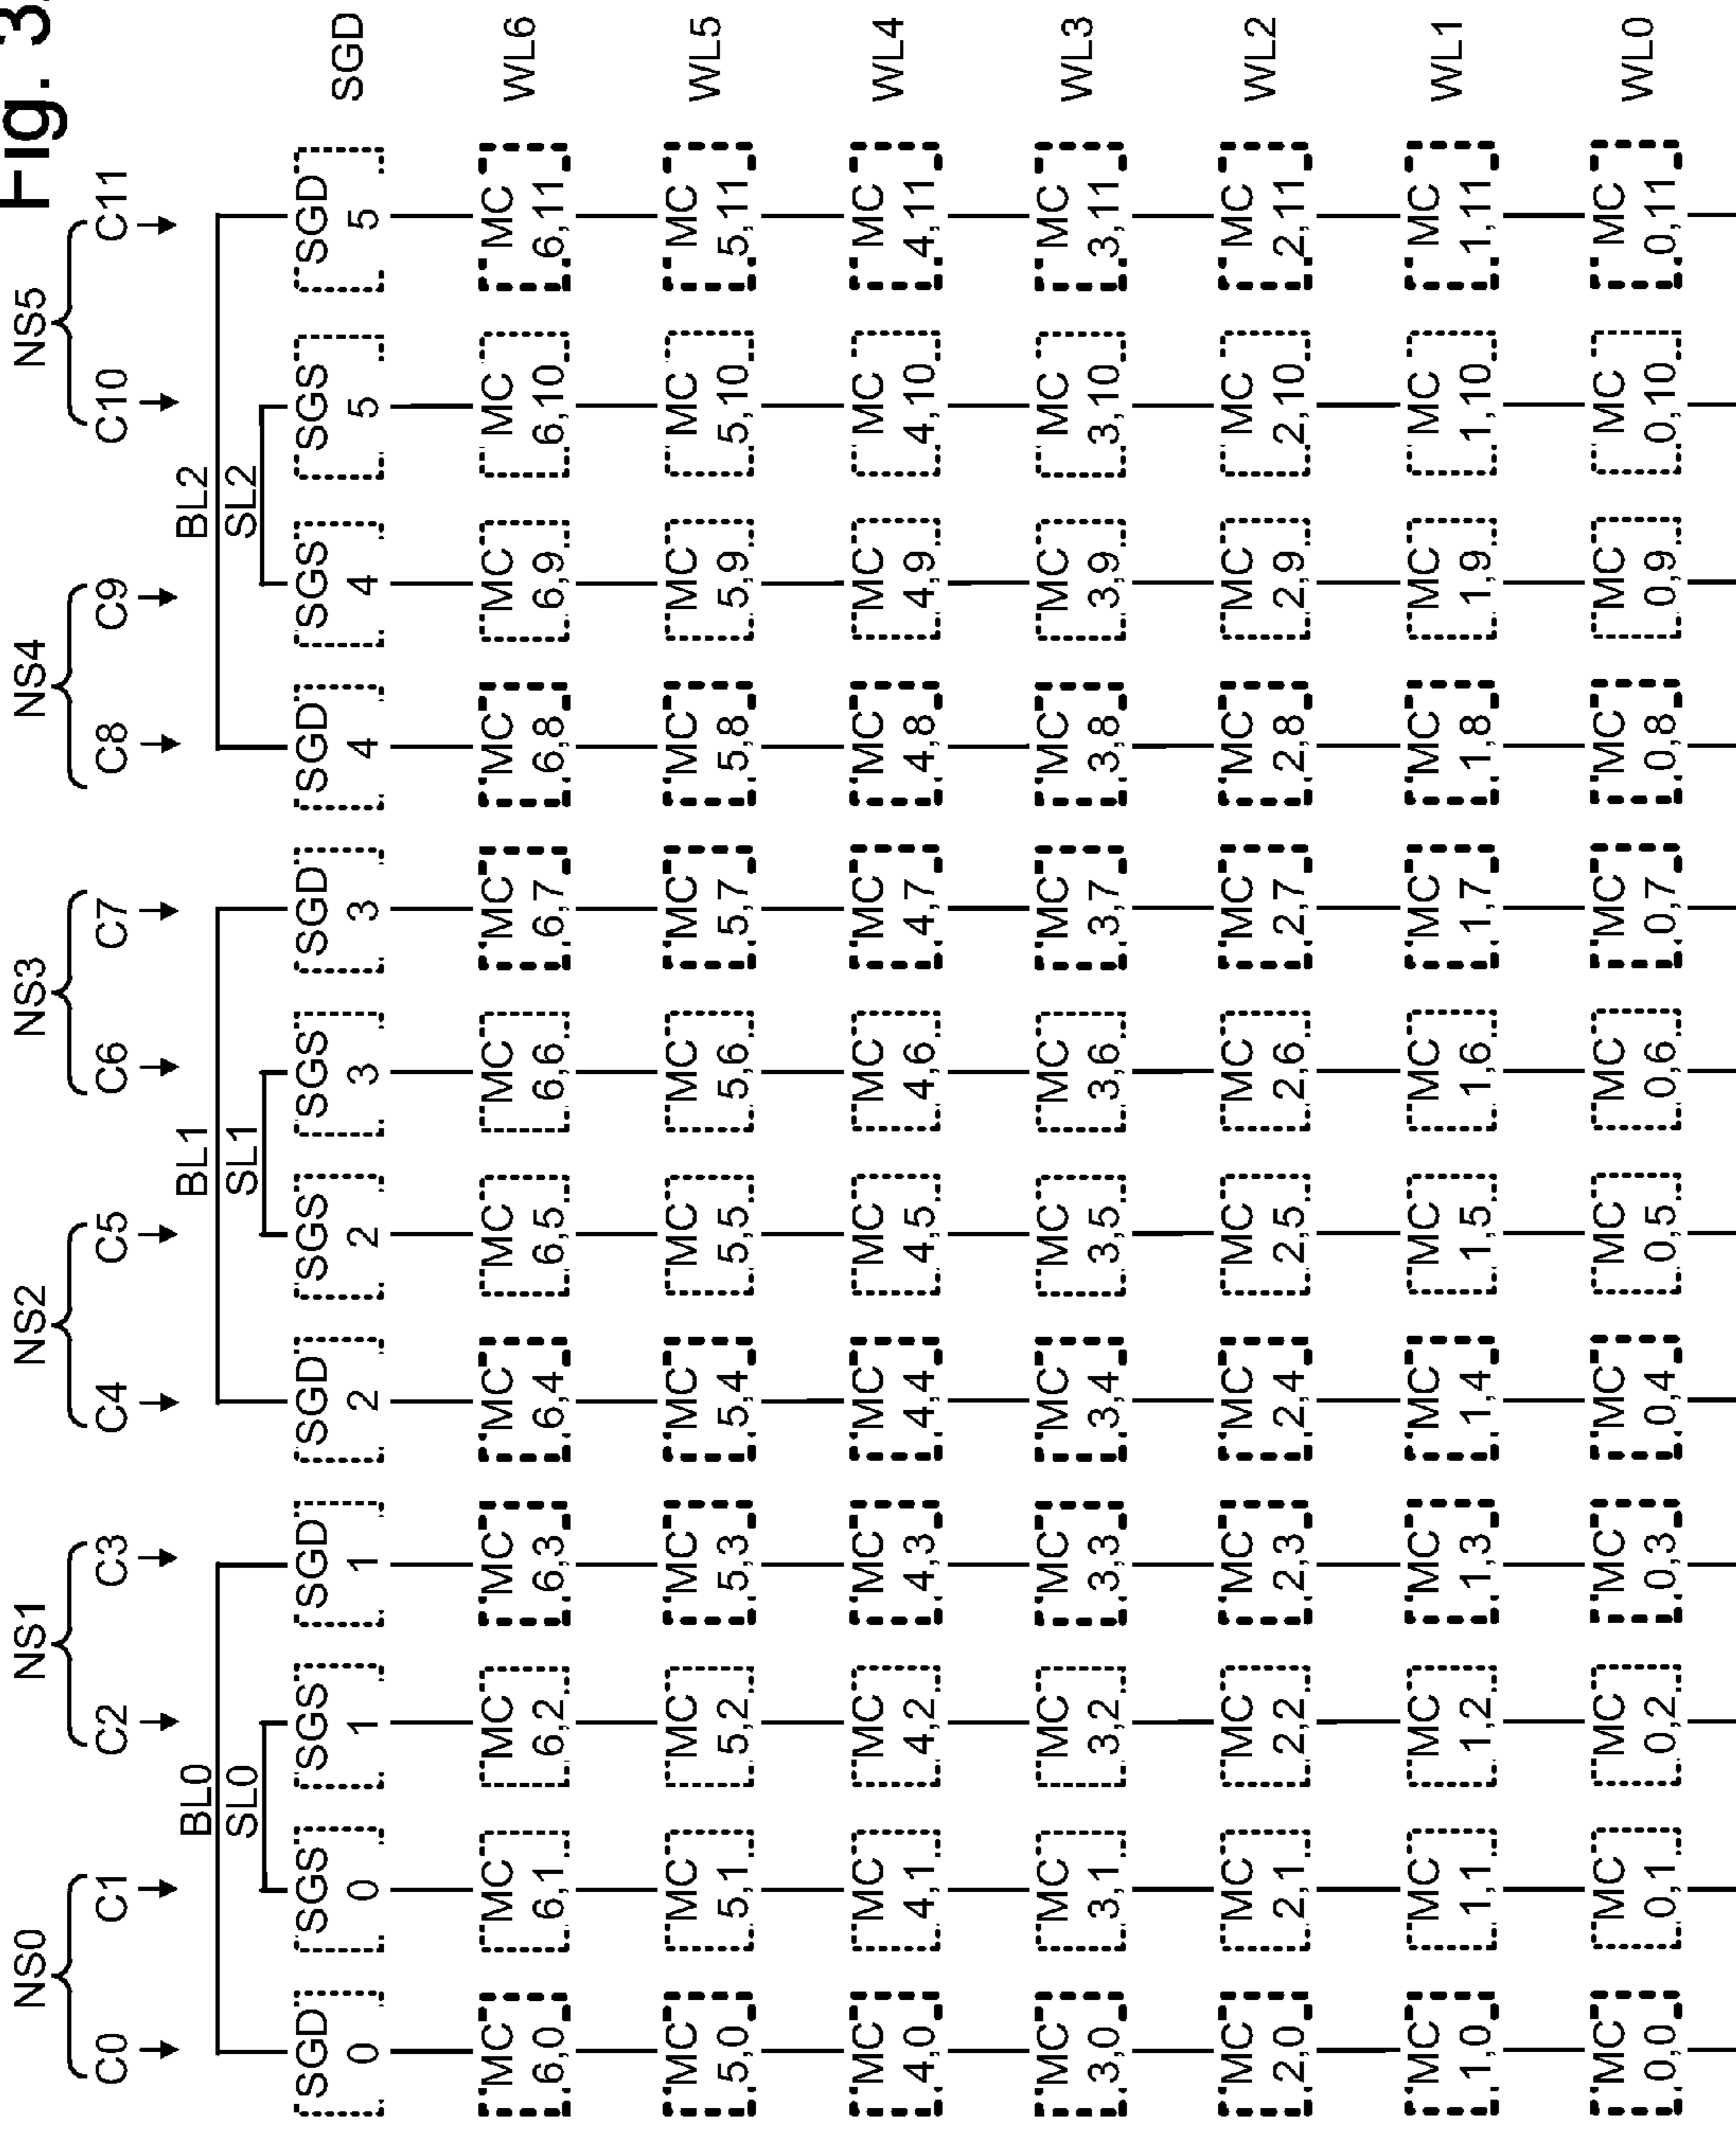 Fig. 3
NS0 NS1 NS2 NS3 NS4 NS5
C0 C1 C2 C3 C4 C5 C6 C7 C8 C9 C10 C11
BL0 BL1 BL2
SL0 SL1 SL2
SGD SGS SGS SGD SGD SGS SGS SGD SGD SGS SGS SGD SGD
0 0 1 1 2 2 3 3 4 4 5 5
MC MC MC MC MC MC MC MC MC MC MC MC WL6
6,0 6,1 6,2 6,3 6,4 6,5 6,6 6,7 6,8 6,9 6,10 6,11
MC MC MC MC MC MC MC MC MC MC MC MC WL5
5,0 5,1 5,2 5,3 5,4 5,5 5,6 5,7 5,8 5,9 5,10 5,11
MC MC MC MC MC MC MC MC MC MC MC MC WL4
4,0 4,1 4,2 4,3 4,4 4,5 4,6 4,7 4,8 4,9 4,10 4,11
MC MC MC MC MC MC MC MC MC MC MC MC WL3
3,0 3,1 3,2 3,3 3,4 3,5 3,6 3,7 3,8 3,9 3,10 3,11
MC MC MC MC MC MC MC MC MC MC MC MC WL2
2,0 2,1 2,2 2,3 2,4 2,5 2,6 2,7 2,8 2,9 2,10 2,11
MC MC MC MC MC MC MC MC MC MC MC MC WL1
1,0 1,1 1,2 1,3 1,4 1,5 1,6 1,7 1,8 1,9 1,10 1,11
MC MC MC MC MC MC MC MC MC MC MC MC WL0
0,0 0,1 0,2 0,3 0,4 0,5 0,6 0,7 0,8 0,9 0,10 0,11